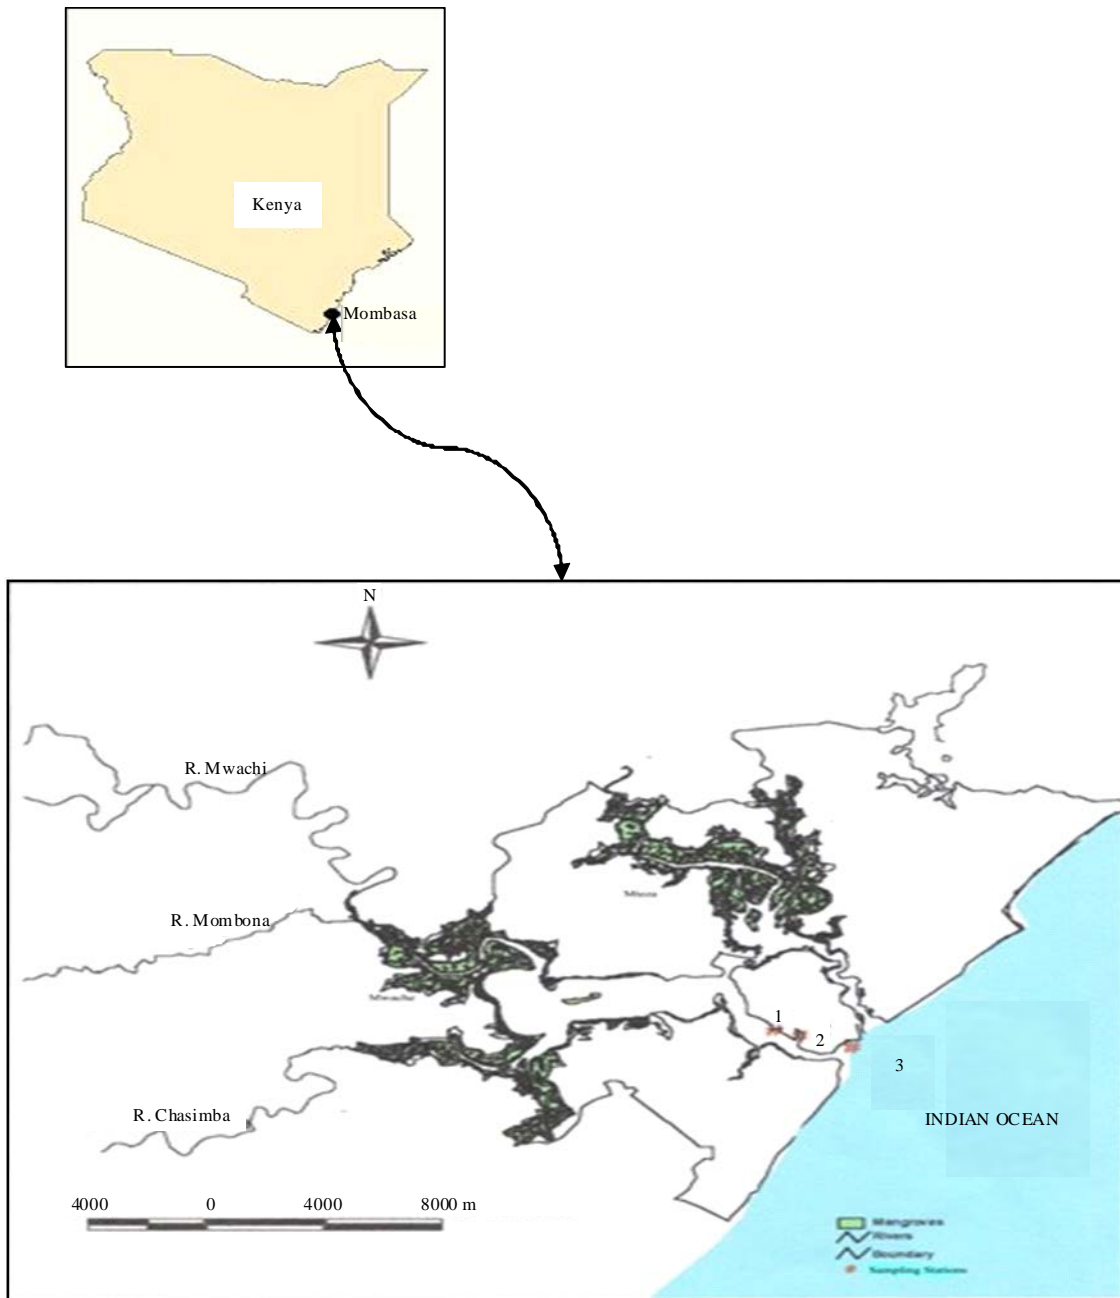 Kenya
Mombasa
N
R. Mwachi
R. Mombona
Mwache
1
2
3
R. Chasimba
INDIAN OCEAN
4000 0 4000 8000 m
Mangroves
Rivers
Boundary
Sampling Stations